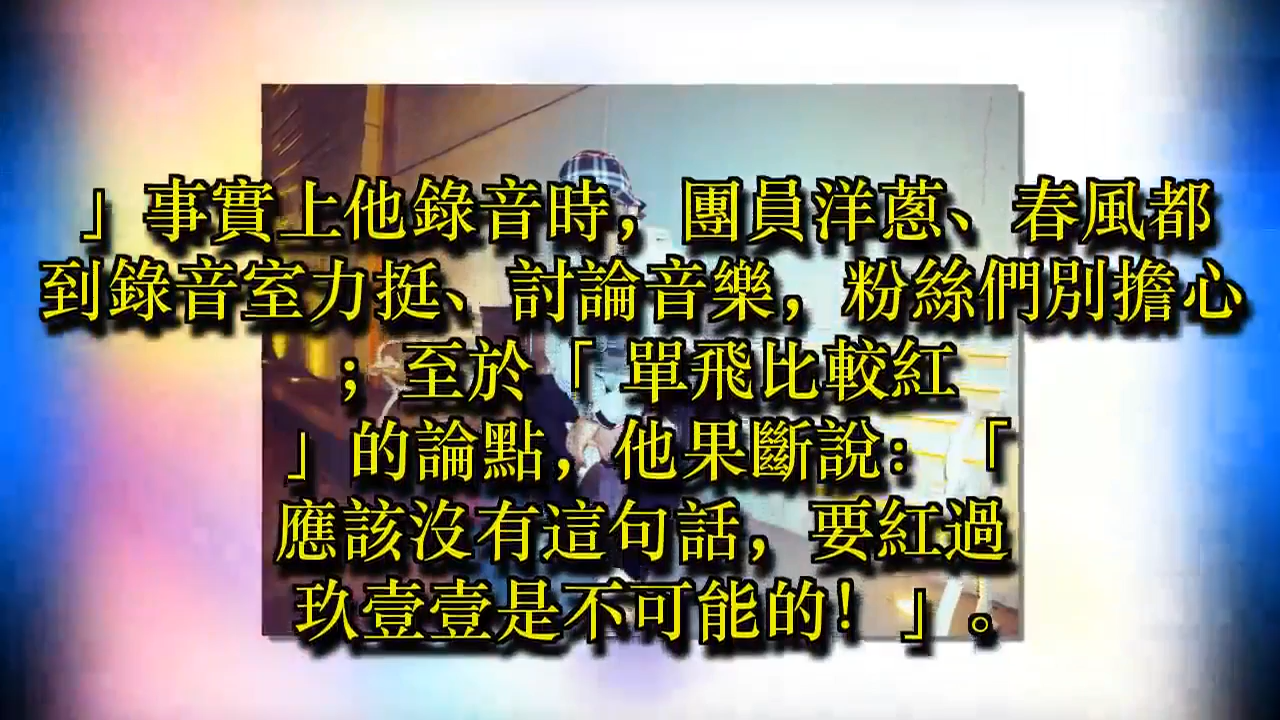 」事實上他錄音時，團員洋蔥、春風都
到錄音室力挺、討論音樂，粉絲們別擔心
；至於「單飛比較紅
」的論點，他果斷說：「
應該沒有這句話，要紅過
玖壹壹是不可能的！」。